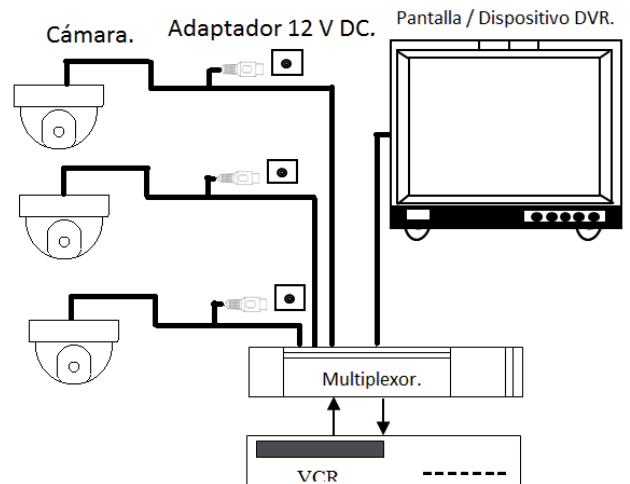 Cámara.
Adaptador 12 V DC.
Pantalla / Dispositivo DVR.
Multiplexor.
VCR